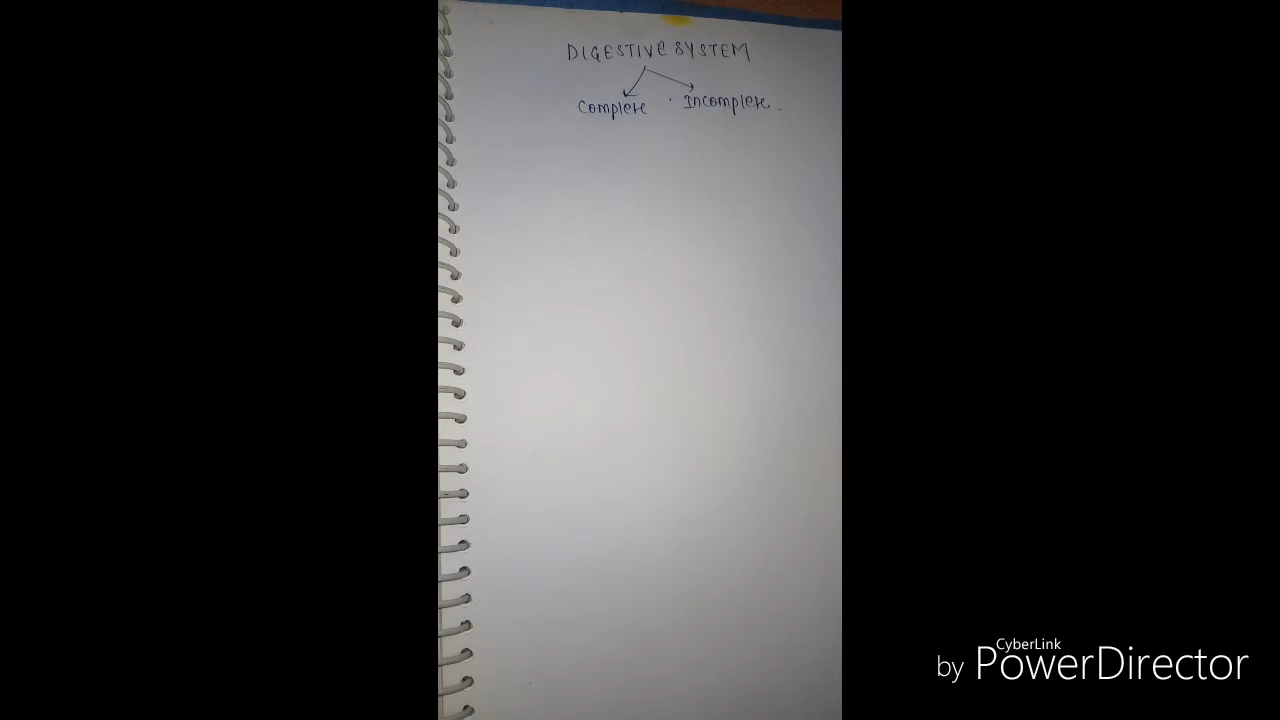 DIGESTIVE SYSTEM
Complete Incomplete
CyberLink
by PowerDirector